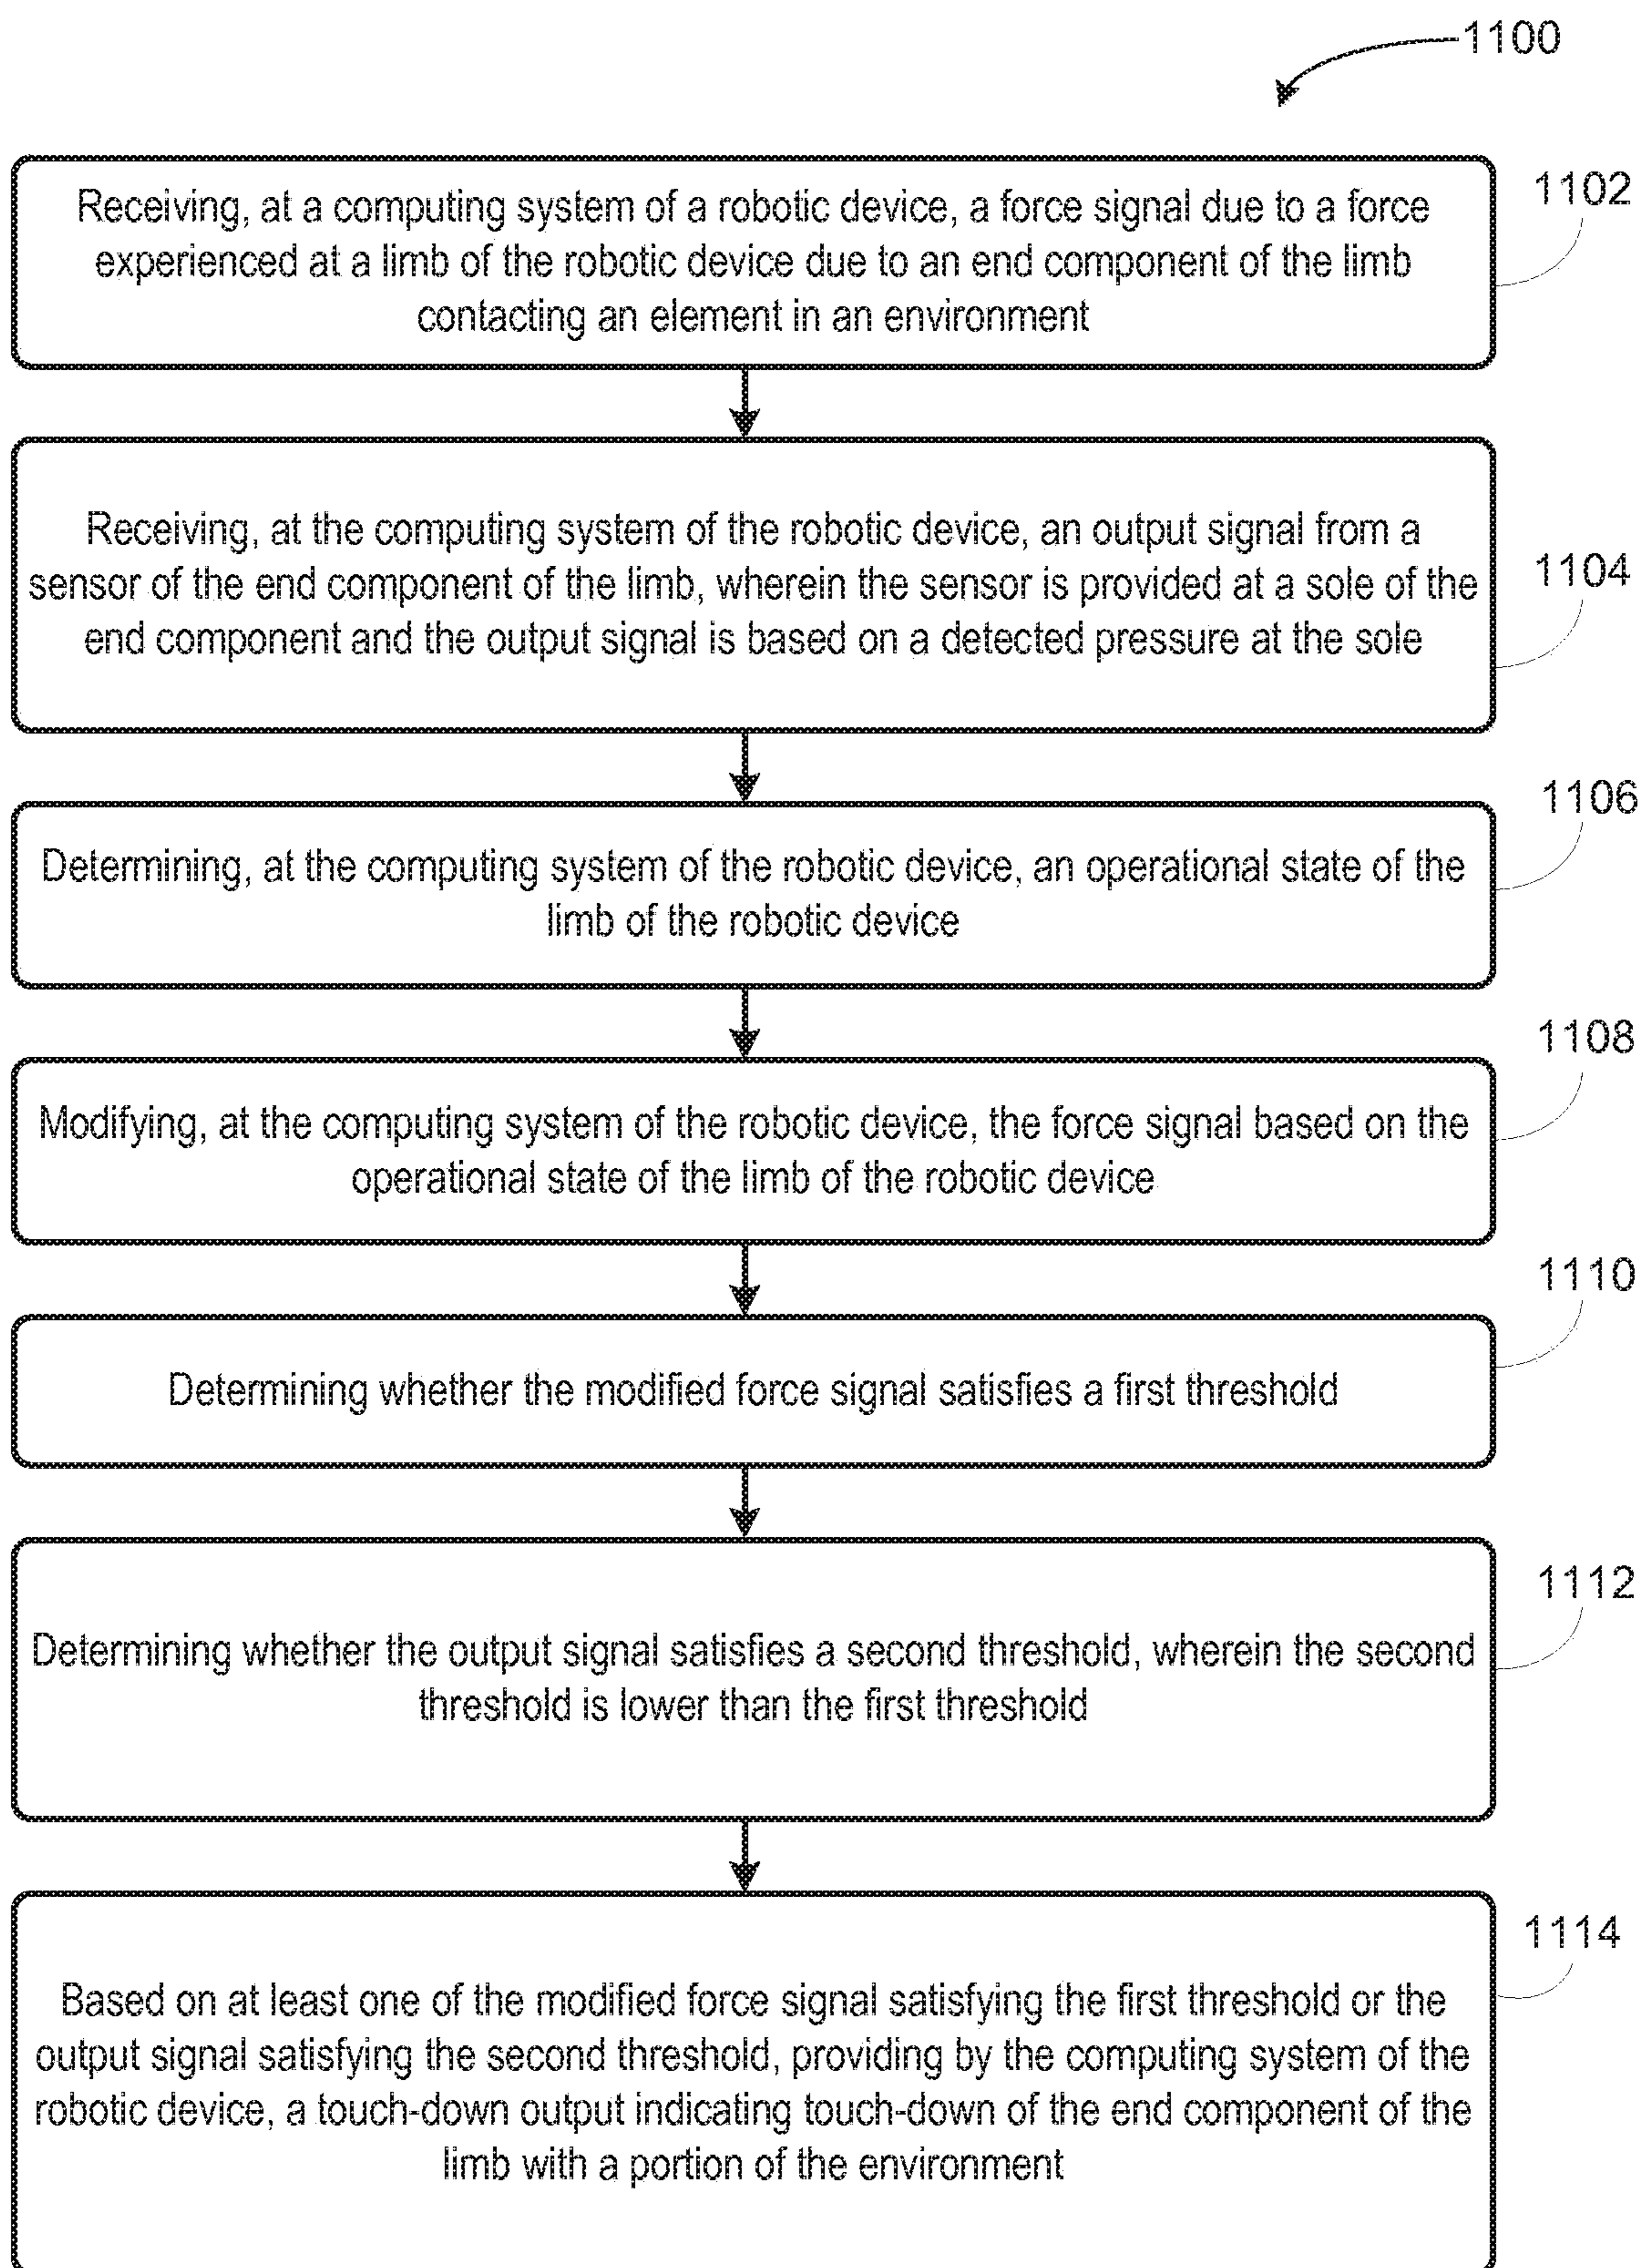 1100
1102
Receiving, at a computing system of a robotic device, a force signal due to a force
experienced at a limb of the robotic device due to an end component of the limb
contacting an element in an environment
1104
Receiving, at the computing system of the robotic device, an output signal from a
sensor of the end component of the limb, wherein the sensor is provided at a sole of the
end component and the output signal is based on a detected pressure at the sole
1106
Determining, at the computing system of the robotic device, an operational state of the
limb of the robotic device
1108
Modifying, at the computing system of the robotic device, the force signal based on the
operational state of the limb of the robotic device
1110
Determining whether the modified force signal satisfies a first threshold
1112
Determining whether the output signal satisfies a second threshold, wherein the second
threshold is lower than the first threshold
1114
Based on at least one of the modified force signal satisfying the first threshold or the
output signal satisfying the second threshold, providing by the computing system of the
robotic device, a touch-down output indicating touch-down of the end component of the
limb with a portion of the environment